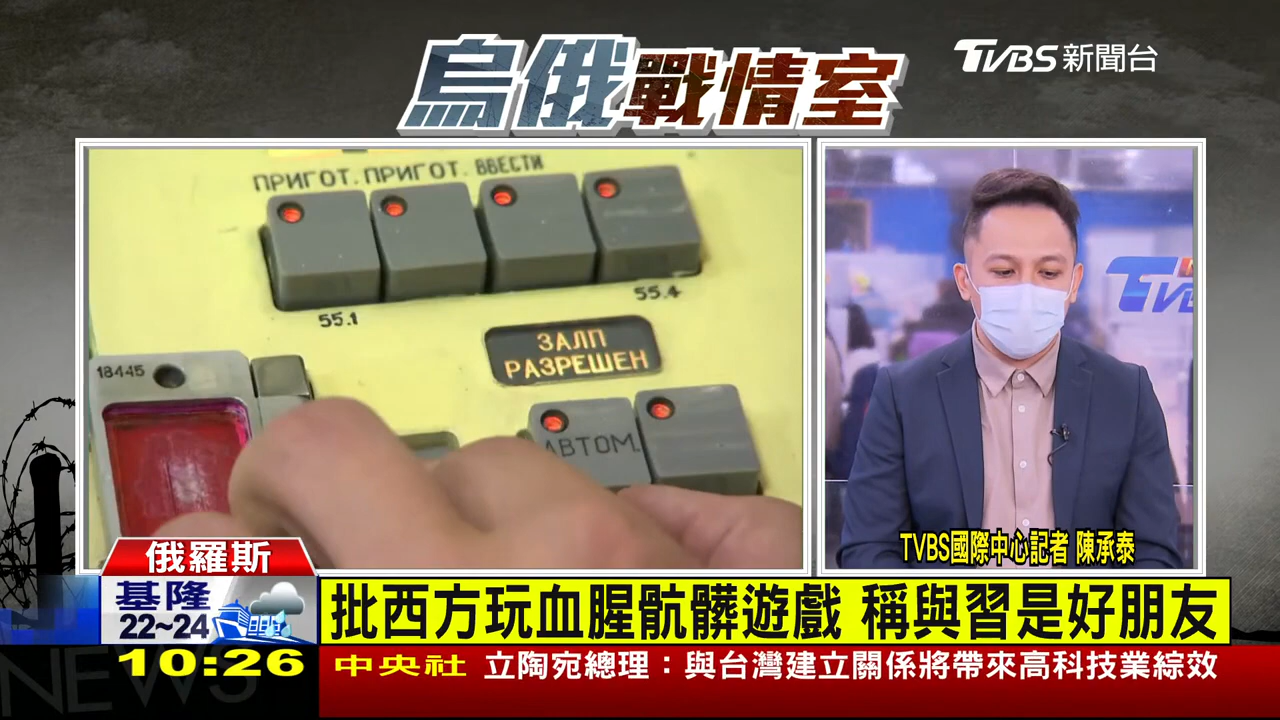 烏俄戰情室
TVBS新聞台
ПРИГОТ. ПРИГОТ. ВВЕСТИ
55.1
55.4
ЗАЛП
РАЗРЕШЕН
18445
АВТОМ.
TVBS
TVBS國際中心記者 陳承泰
俄羅斯
基隆
22~24
批西方玩血腥骯髒遊戲 稱與習是好朋友
10:26
中央社 立陶宛總理：與台灣建立關係將帶來高科技業綜效
NEWS